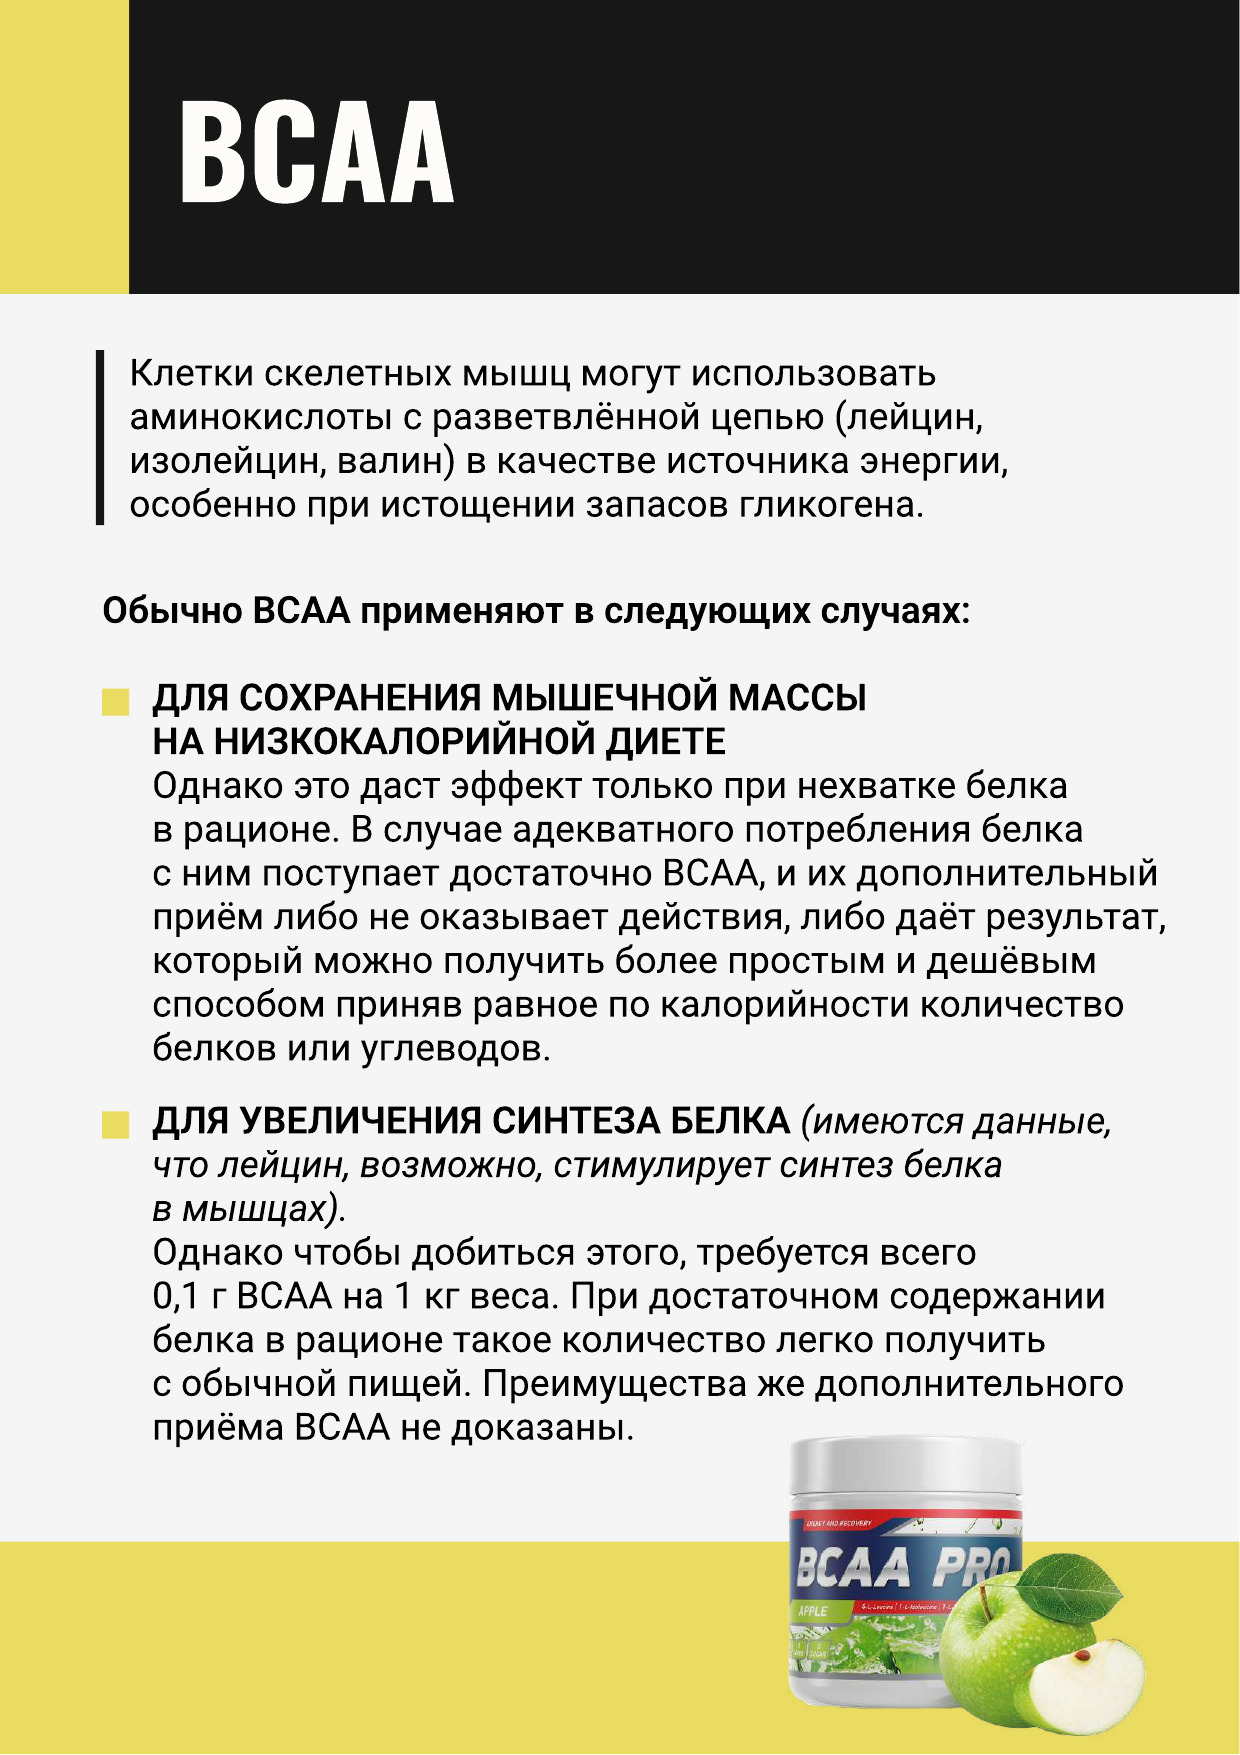 BCAA
Клетки скелетных мышц могут использовать
аминокислоты с разветвлённой цепью (лейцин,
изолейцин, валин) в качестве источника энергии,
особенно при истощении запасов гликогена.
Обычно BCAA применяют в следующих случаях:
ДЛЯ СОХРАНЕНИЯ МЫШЕЧНОЙ МАССЫ
НА НИЗКОКАЛОРИЙНОЙ ДИЕТЕ
Однако это даст эффект только при нехватке белка
в рационе. В случае адекватного потребления белка
с ним поступает достаточно BCAA, и их дополнительный
приём либо не оказывает действия, либо даёт результат,
который можно получить более простым и дешёвым
способом приняв равное по калорийности количество
белков или углеводов.
ДЛЯ УВЕЛИЧЕНИЯ СИНТЕЗА БЕЛКА (имеются данные,
что лейцин, возможно, стимулирует синтез белка
в мышцах).
Однако чтобы добиться этого, требуется всего
0,1 г BCAA на 1 кг веса. При достаточном содержании
белка в рационе такое количество легко получить
с обычной пищей. Преимущества же дополнительного
приёма BCAA не доказаны.
ENERGY AND RECOVERY
BCAA PRO
APPLE
4-L-Leucine | 1-L-Isoleucine | 1-L
SUGAR